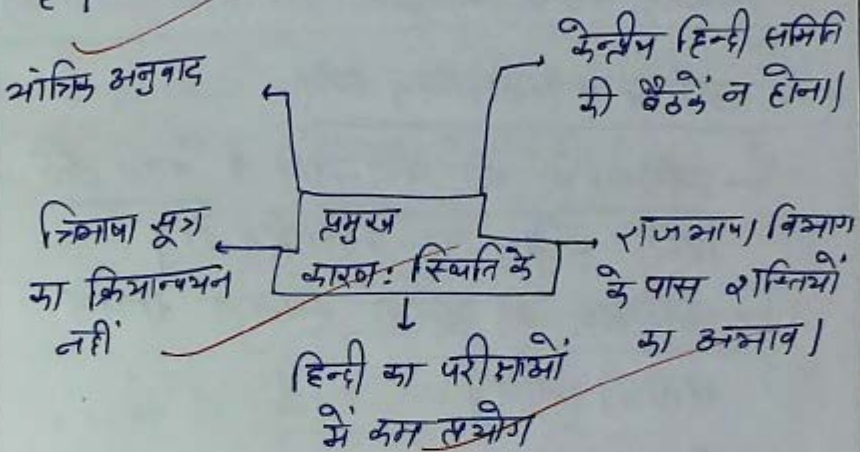 यांत्रिक अनुवाद
केन्द्रीय हिन्दी समिति
की बैठकें न होना।
त्रिभाषा सूत्र
का क्रियान्वयन
नहीं
प्रमुख
कारण: स्थिति के
राजभाषा विभाग
के पास शक्तियों
का अभाव।
हिन्दी का परीक्षाओं
में कम प्रयोग